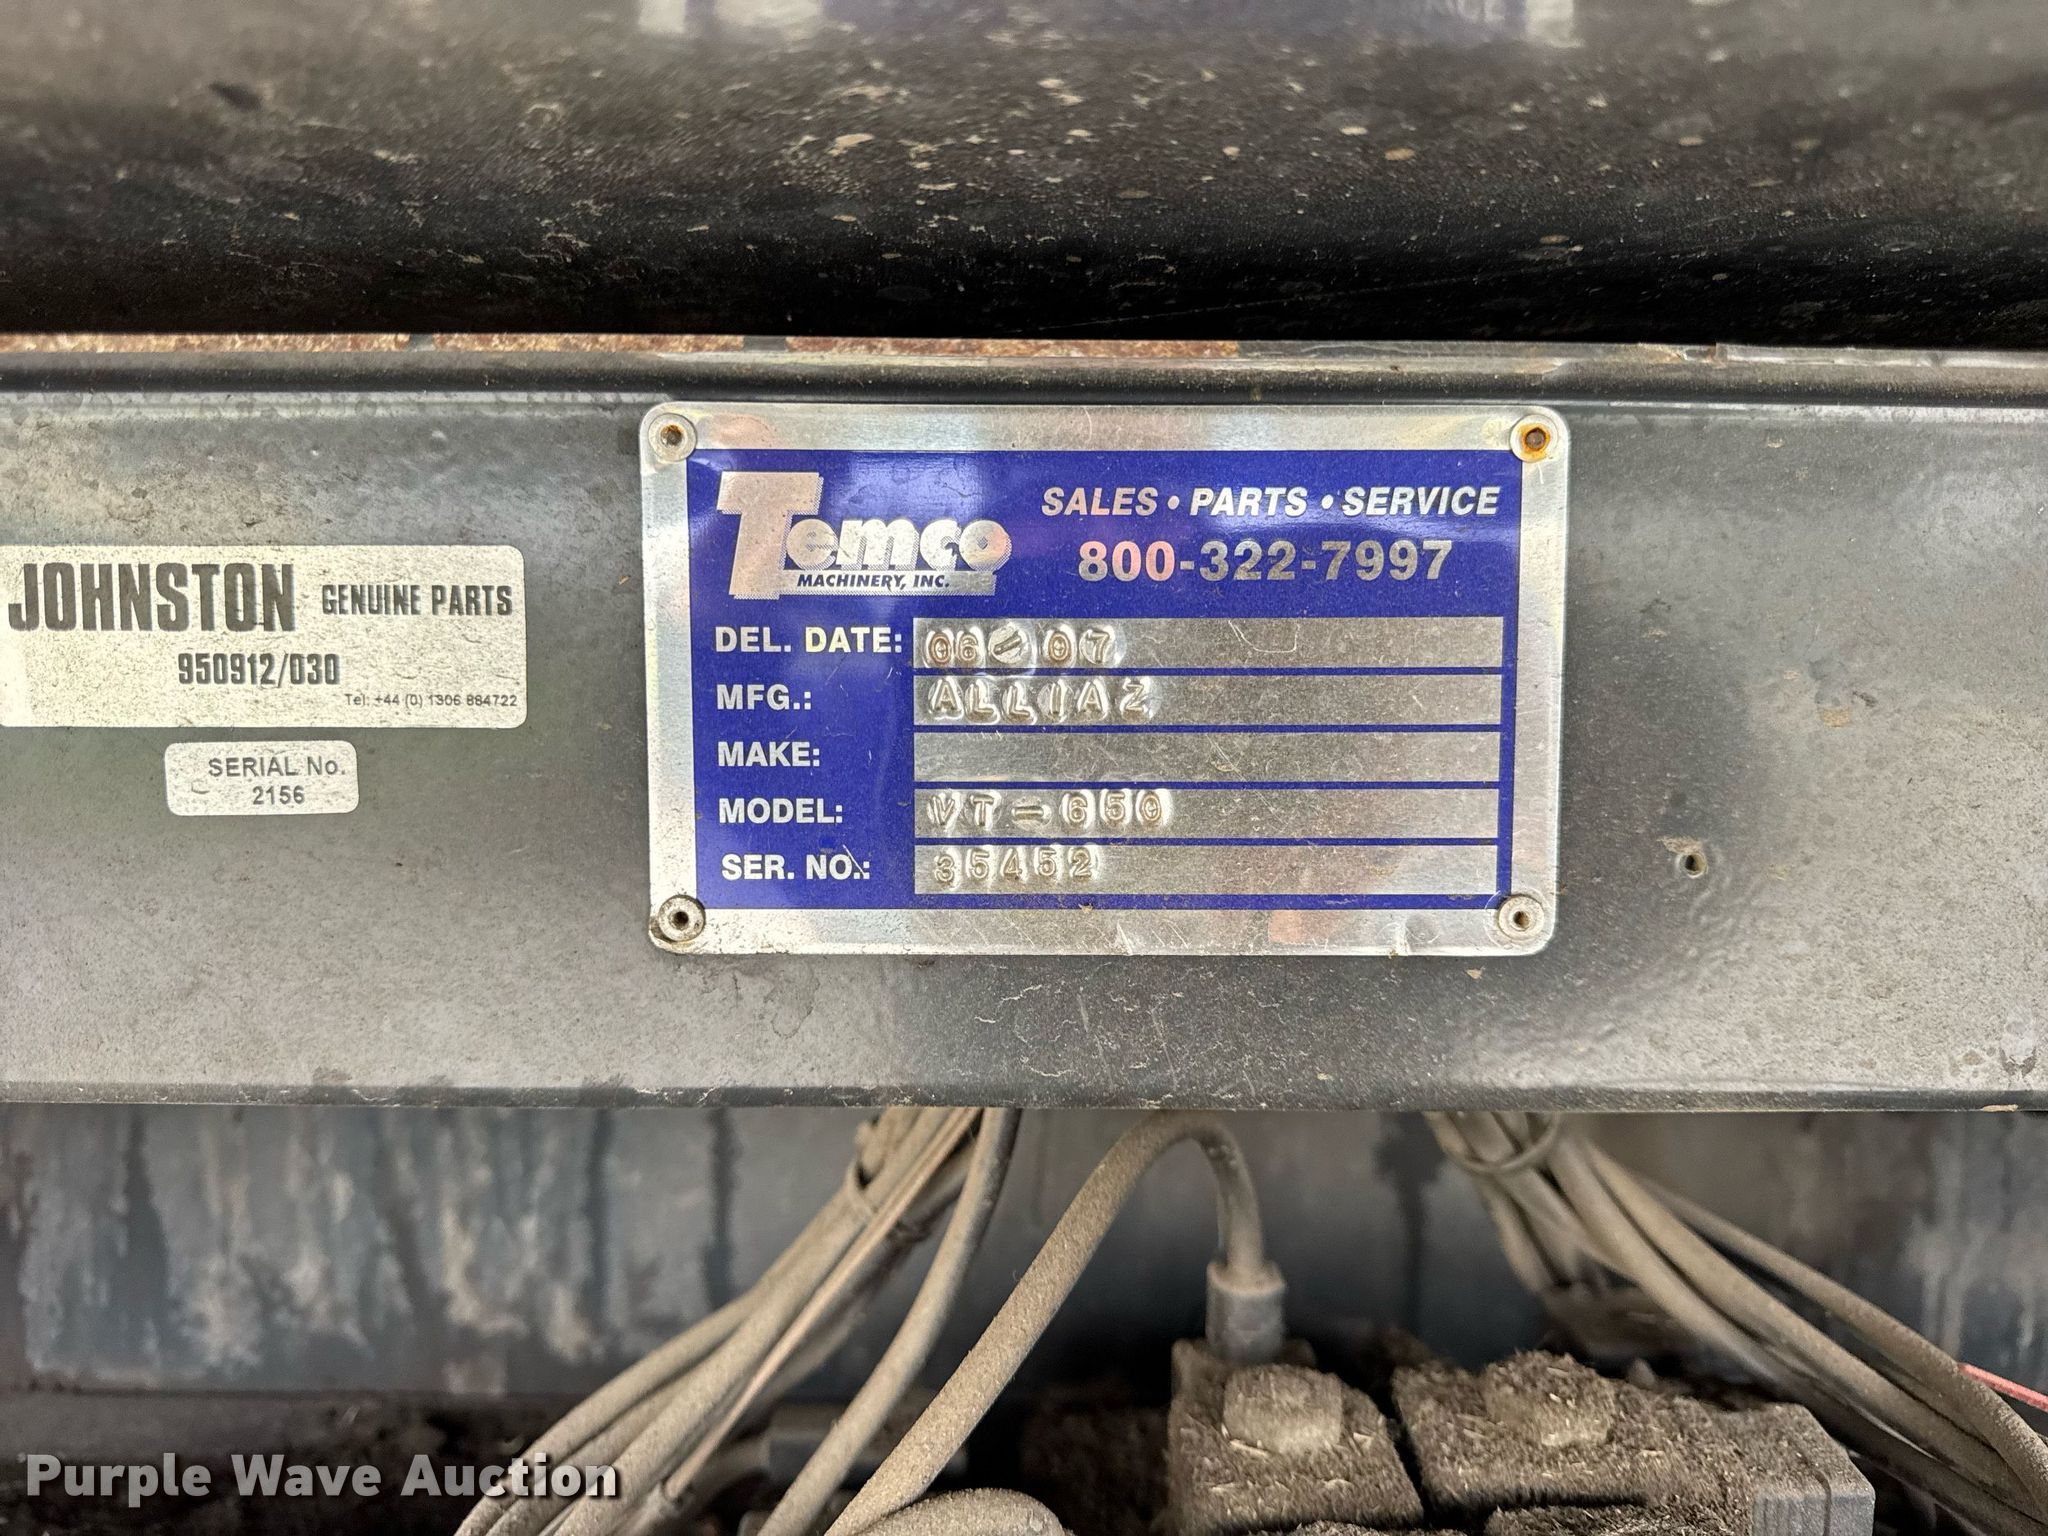 JOHNSTON GENUINE PARTS
950912/030
Tel: +44 (0) 1306 884722
SERIAL No.
2156
Temco
MACHINERY, INC.
SALES • PARTS • SERVICE
800-322-7997
DEL. DATE: 06-07
MFG.: ALLIAZ
MAKE:
MODEL: VT-650
SER. NO.: 35452
Purple Wave Auction